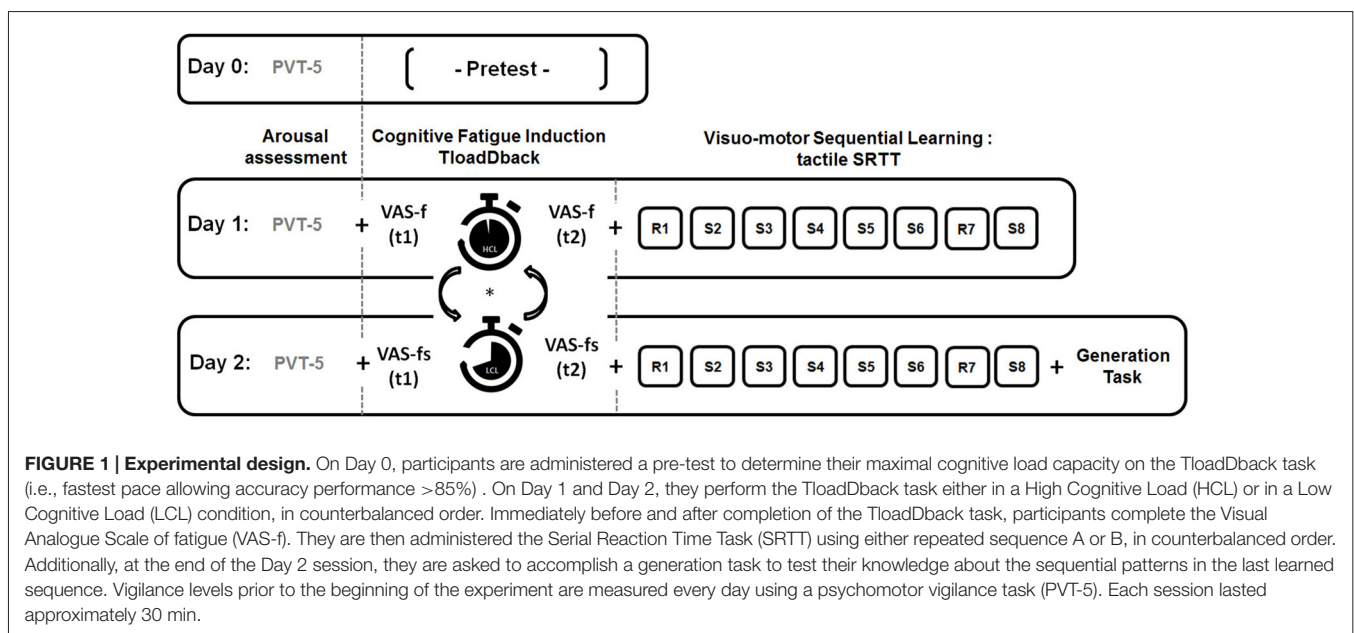 Day 0: PVT-5 - Pretest -
Arousal assessment
Cognitive Fatigue Induction
TloadDback
Visuo-motor Sequential Learning :
tactile SRTT
Day 1: PVT-5 + VAS-f (t1) HCL VAS-f (t2) + R1 S2 S3 S4 S5 S6 R7 S8
*
Day 2: PVT-5 + VAS-fs (t1) LCL VAS-fs (t2) + R1 S2 S3 S4 S5 S6 R7 S8 + Generation Task
FIGURE 1 | Experimental design. On Day 0, participants are administered a pre-test to determine their maximal cognitive load capacity on the TloadDback task
(i.e., fastest pace allowing accuracy performance >85%) . On Day 1 and Day 2, they perform the TloadDback task either in a High Cognitive Load (HCL) or in a Low
Cognitive Load (LCL) condition, in counterbalanced order. Immediately before and after completion of the TloadDback task, participants complete the Visual
Analogue Scale of fatigue (VAS-f). They are then administered the Serial Reaction Time Task (SRTT) using either repeated sequence A or B, in counterbalanced order.
Additionally, at the end of the Day 2 session, they are asked to accomplish a generation task to test their knowledge about the sequential patterns in the last learned
sequence. Vigilance levels prior to the beginning of the experiment are measured every day using a psychomotor vigilance task (PVT-5). Each session lasted
approximately 30 min.